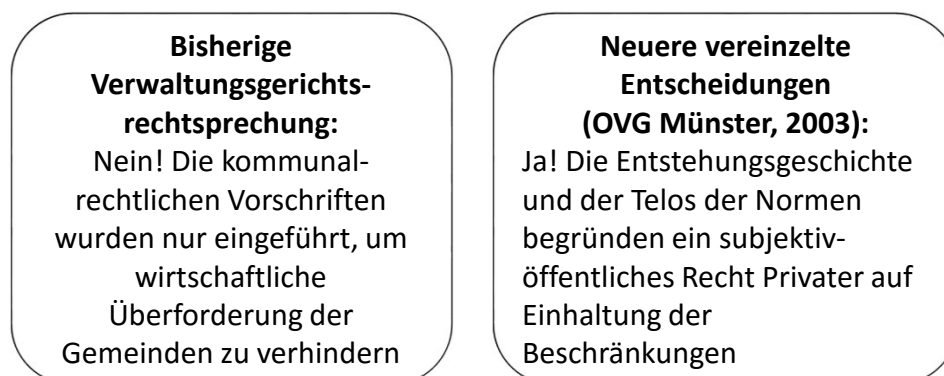 Bisherige
Verwaltungsgerichts-
rechtsprechung:
Nein! Die kommunal-
rechtlichen Vorschriften
wurden nur eingeführt, um
wirtschaftliche
Überforderung der
Gemeinden zu verhindern
Neuere vereinzelte
Entscheidungen
(OVG Münster, 2003):
Ja! Die Entstehungsgeschichte
und der Telos der Normen
begründen ein subjektiv-
öffentliches Recht Privater auf
Einhaltung der
Beschränkungen